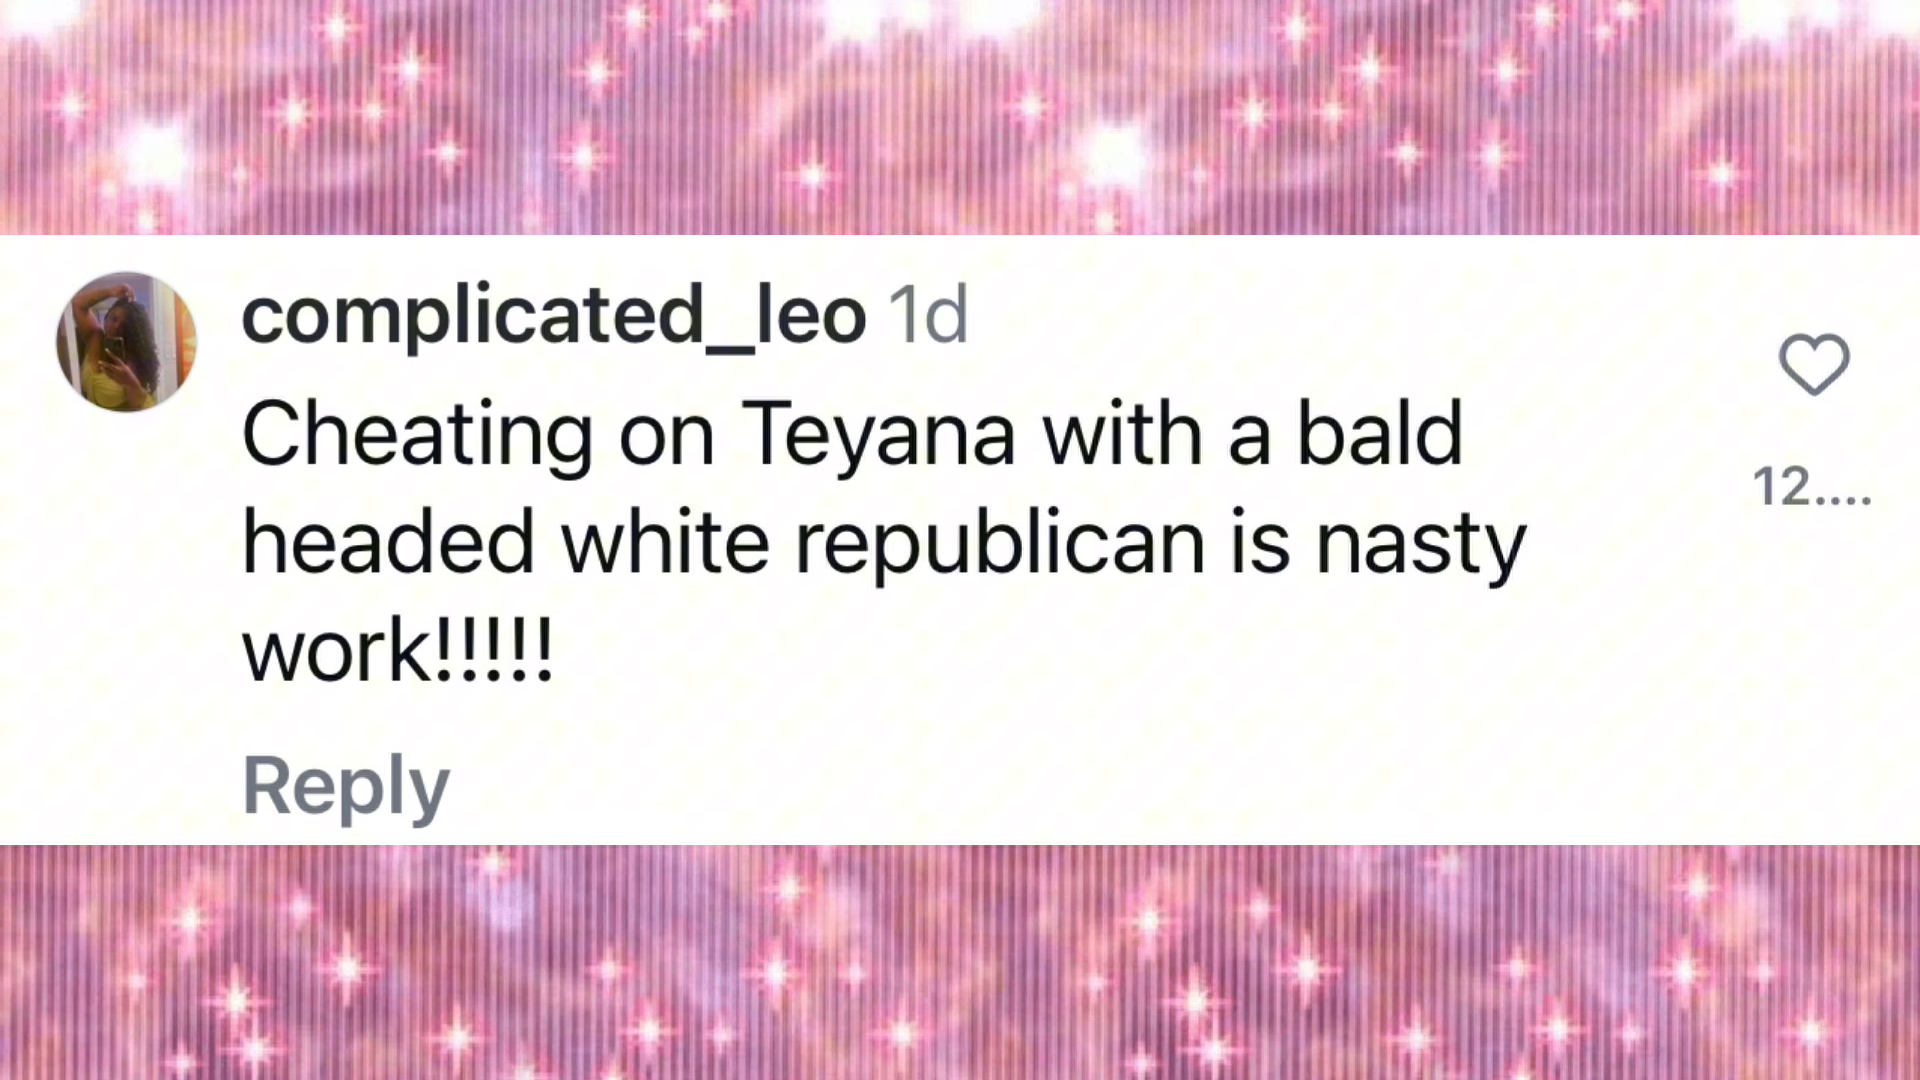 complicated_leo 1d
Cheating on Teyana with a bald
headed white republican is nasty
work!!!!!
Reply
12....